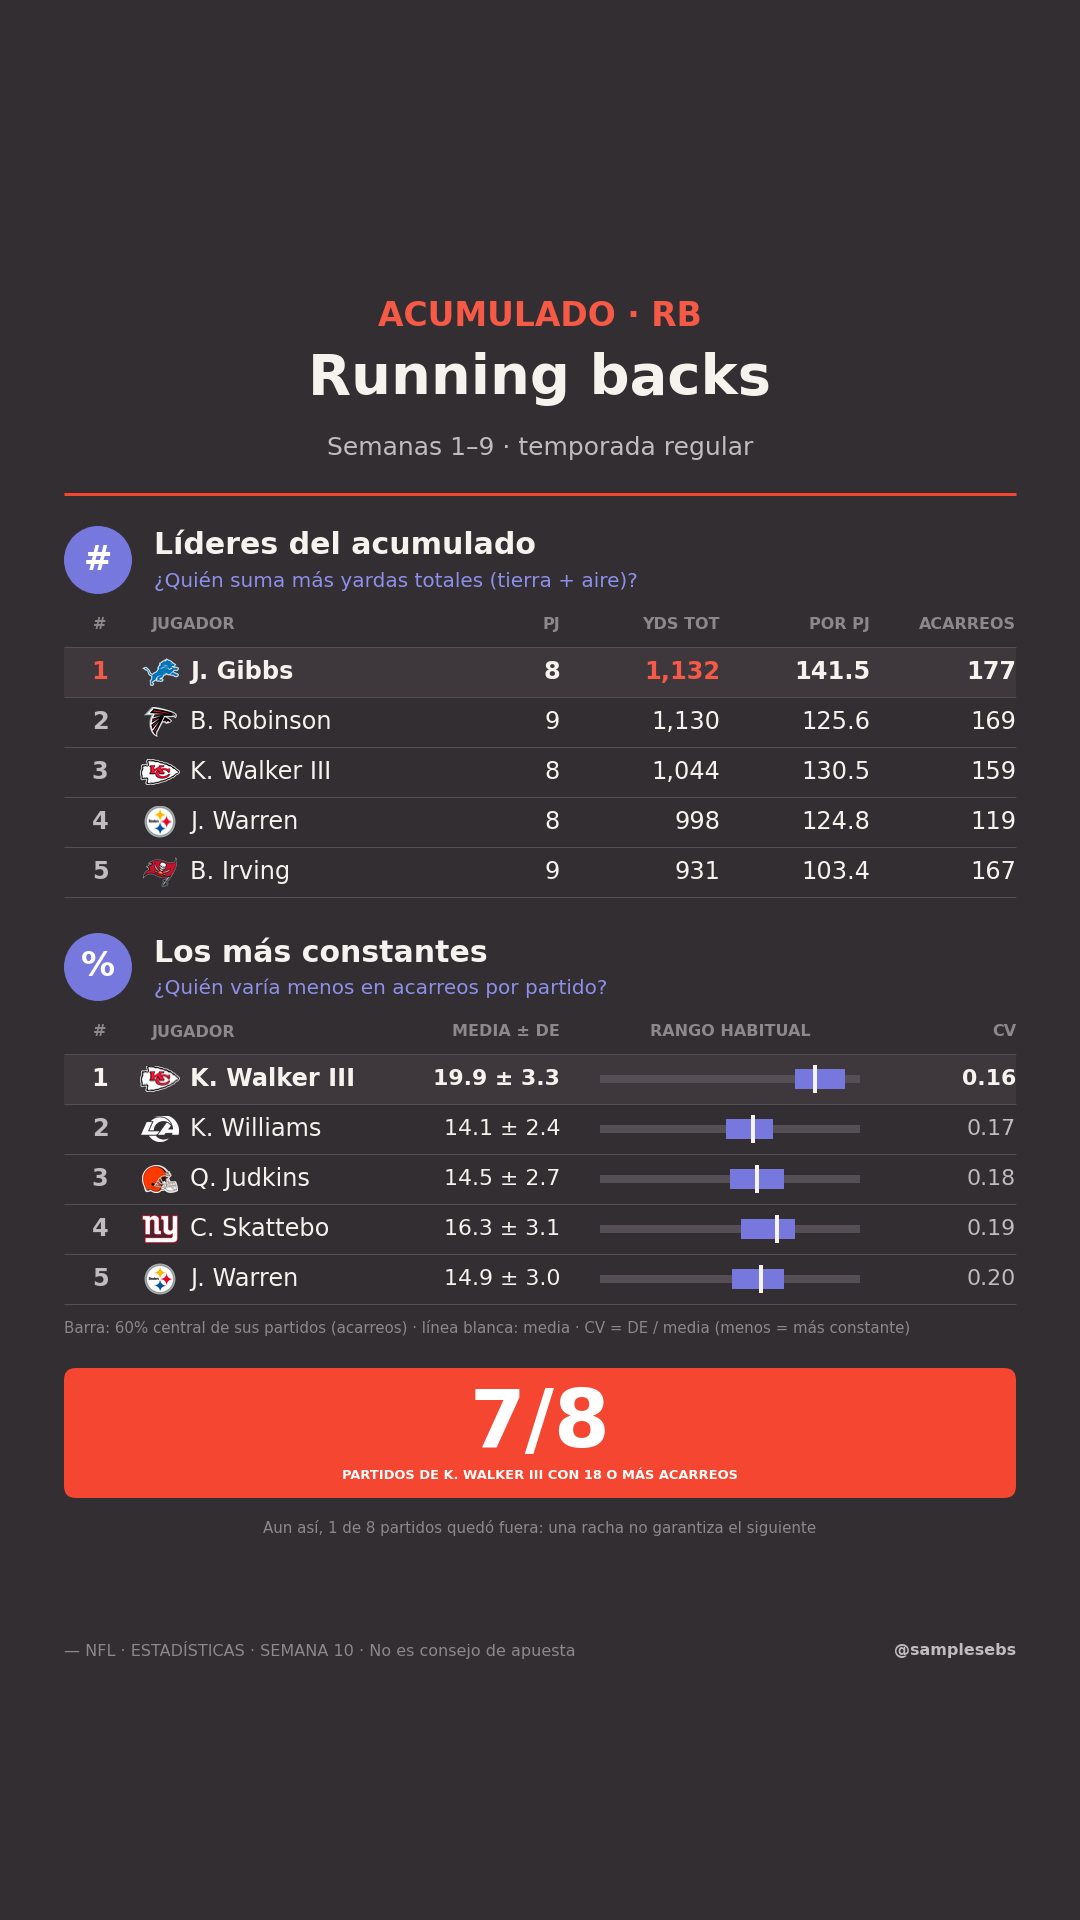 ACUMULADO · RB
Running backs
Semanas 1–9 · temporada regular
# Líderes del acumulado
¿Quién suma más yardas totales (tierra + aire)?
# JUGADOR PJ YDS TOT POR PJ ACARREOS
1 J. Gibbs 8 1,132 141.5 177
2 B. Robinson 9 1,130 125.6 169
3 K. Walker III 8 1,044 130.5 159
4 J. Warren 8 998 124.8 119
5 B. Irving 9 931 103.4 167
% Los más constantes
¿Quién varía menos en acarreos por partido?
# JUGADOR MEDIA ± DE RANGO HABITUAL CV
1 K. Walker III 19.9 ± 3.3 0.16
2 K. Williams 14.1 ± 2.4 0.17
3 Q. Judkins 14.5 ± 2.7 0.18
4 ny C. Skattebo 16.3 ± 3.1 0.19
5 J. Warren 14.9 ± 3.0 0.20
Barra: 60% central de sus partidos (acarreos) · línea blanca: media · CV = DE / media (menos = más constante)
7/8
PARTIDOS DE K. WALKER III CON 18 O MÁS ACARREOS
Aun así, 1 de 8 partidos quedó fuera: una racha no garantiza el siguiente
— NFL · ESTADÍSTICAS · SEMANA 10 · No es consejo de apuesta
@samplesebs